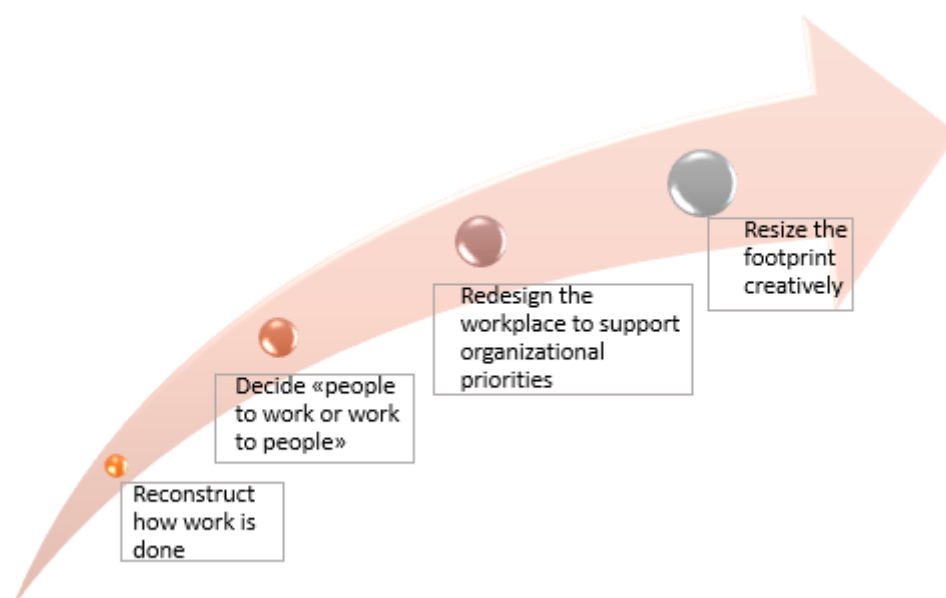 Reconstruct
how work is
done
Decide «people
to work or work
to people»
Redesign the
workplace to support
organizational
priorities
Resize the
footprint
creatively